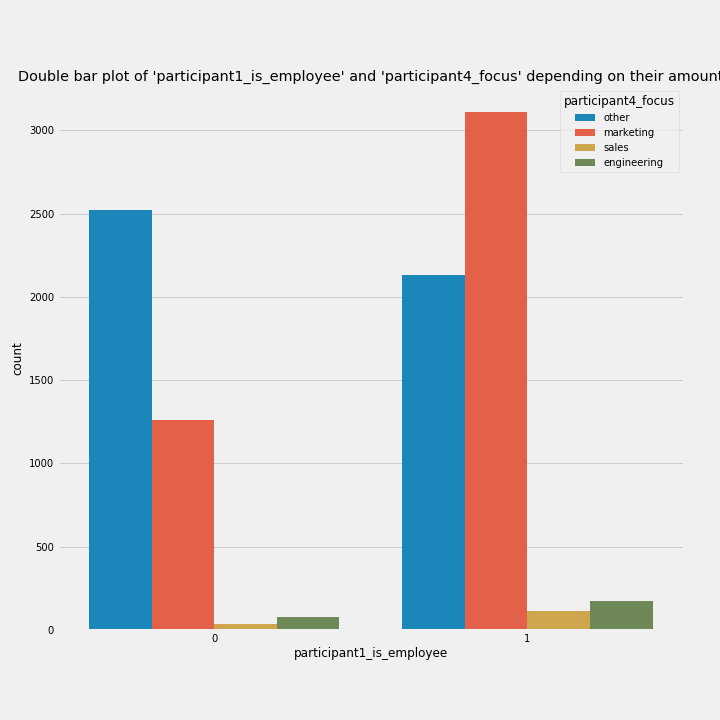 Double bar plot of 'participant1_is_employee' and 'participant4_focus' depending on their amount
participant4_focus
other
marketing
sales
engineering
3000
2500
2000
1500
1000
500
0
count
0 1
participant1_is_employee